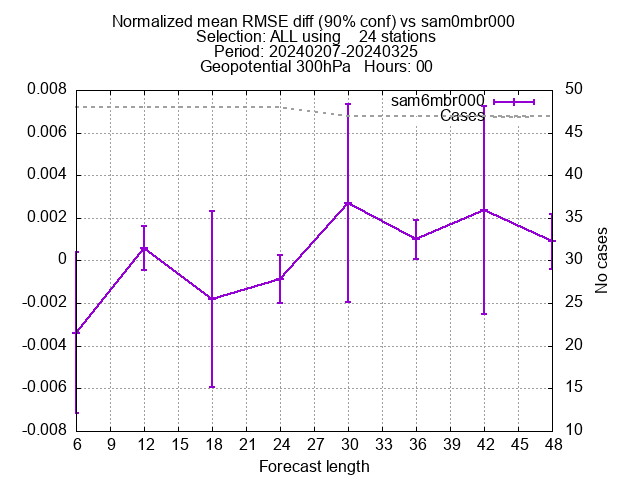 Normalized mean RMSE diff (90% conf) vs sam0mbr000
Selection: ALL using    24 stations
Period: 20240207-20240325
Geopotential 300hPa   Hours: 00
sam6mbr000
Cases
0.008
0.006
0.004
0.002
0
-0.002
-0.004
-0.006
-0.008
50
45
40
35
30
25
20
15
10
No cases
6 9 12 15 18 21 24 27 30 33 36 39 42 45 48
Forecast length